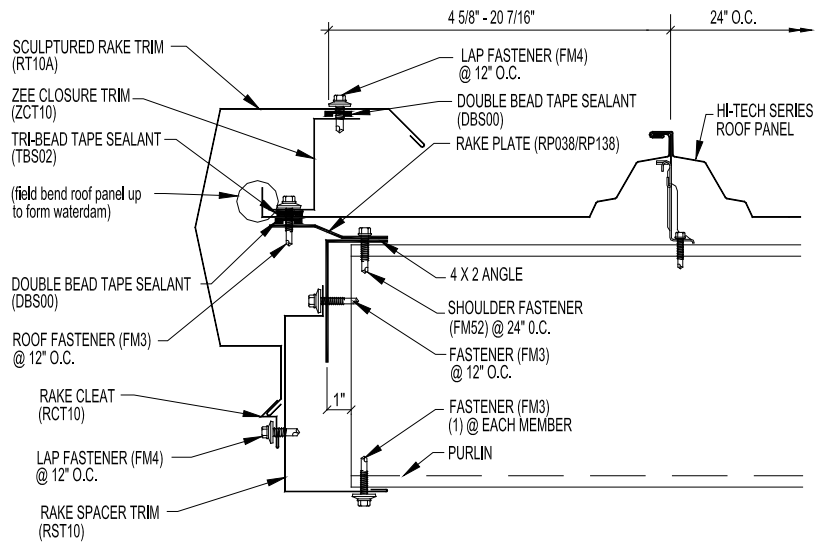 4 5/8" - 20 7/16"
24" O.C.
SCULPTURED RAKE TRIM
(RT10A)
ZEE CLOSURE TRIM
(ZCT10)
TRI-BEAD TAPE SEALANT
(TBS02)
(field bend roof panel up
to form waterdam)
DOUBLE BEAD TAPE SEALANT
(DBS00)
ROOF FASTENER (FM3)
@ 12" O.C.
RAKE CLEAT
(RCT10)
LAP FASTENER (FM4)
@ 12" O.C.
RAKE SPACER TRIM
(RST10)
LAP FASTENER (FM4)
@ 12" O.C.
DOUBLE BEAD TAPE SEALANT
(DBS00)
RAKE PLATE (RP038/RP138)
HI-TECH SERIES
ROOF PANEL
4 X 2 ANGLE
SHOULDER FASTENER
(FM52) @ 24" 0.C.
FASTENER (FM3)
@ 12" O.C.
1"
FASTENER (FM3)
(1) @ EACH MEMBER
PURLIN